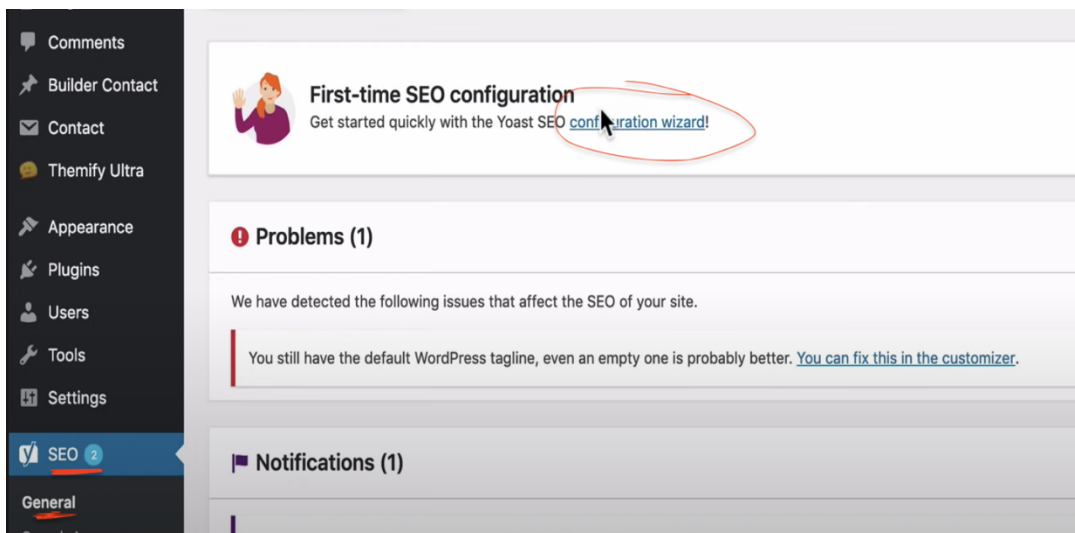 Comments
Builder Contact
Contact
Themify Ultra
Appearance
Plugins
Users
Tools
Settings
SEO 2
General
First-time SEO configuration
Get started quickly with the Yoast SEO configuration wizard!
Problems (1)
We have detected the following issues that affect the SEO of your site.
You still have the default WordPress tagline, even an empty one is probably better. You can fix this in the customizer.
Notifications (1)